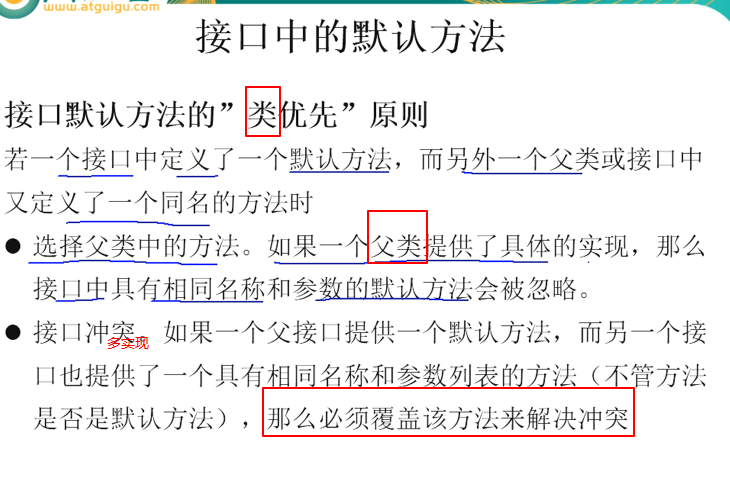 www.atguigu.com
接口中的默认方法
接口默认方法的”类优先”原则
若一个接口中定义了一个默认方法，而另外一个父类或接口中
又定义了一个同名的方法时
● 选择父类中的方法。如果一个父类提供了具体的实现，那么
接口中具有相同名称和参数的默认方法会被忽略。
● 接口冲突。如果一个父接口提供一个默认方法，而另一个接
多实现
口也提供了一个具有相同名称和参数列表的方法（不管方法
是否是默认方法），那么必须覆盖该方法来解决冲突